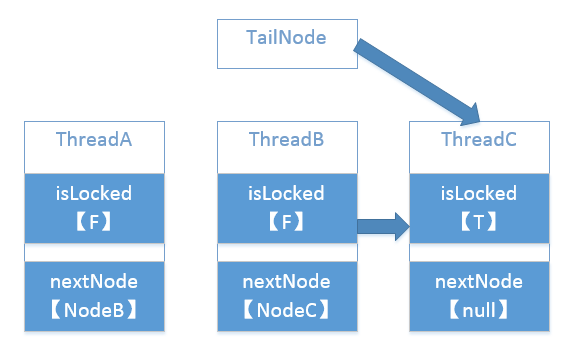 TailNode
ThreadA
isLocked
【F】
nextNode
【NodeB】
ThreadB
isLocked
【F】
nextNode
【NodeC】
ThreadC
isLocked
【T】
nextNode
【null】